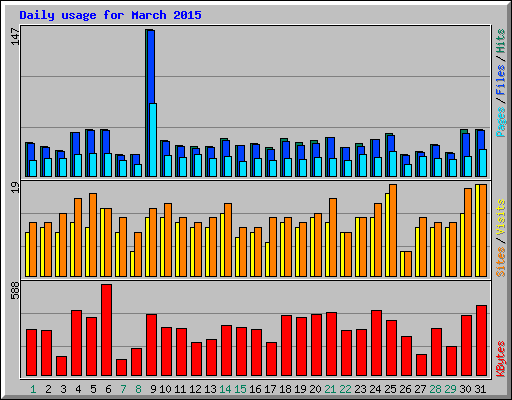 Daily usage for March 2015
147
Pages / Files / Hits
19
Sites / Visits
588
KBytes
1 2 3 4 5 6 7 8 9 10 11 12 13 14 15 16 17 18 19 20 21 22 23 24 25 26 27 28 29 30 31